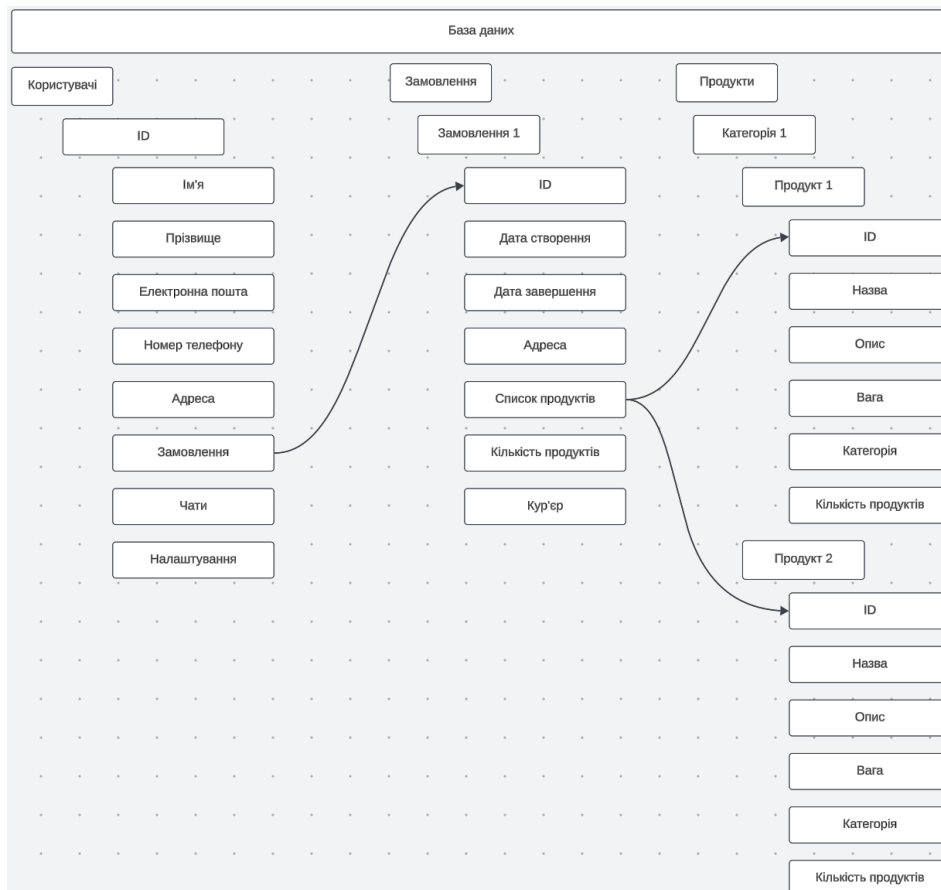 База даних
Користувачі
ID
Ім'я
Прізвище
Електронна пошта
Номер телефону
Адреса
Замовлення
Чати
Налаштування
Замовлення
Замовлення 1
ID
Дата створення
Дата завершення
Адреса
Список продуктів
Кількість продуктів
Кур'єр
Продукти
Категорія 1
Продукт 1
ID
Назва
Опис
Вага
Категорія
Кількість продуктів
Продукт 2
ID
Назва
Опис
Вага
Категорія
Кількість продуктів